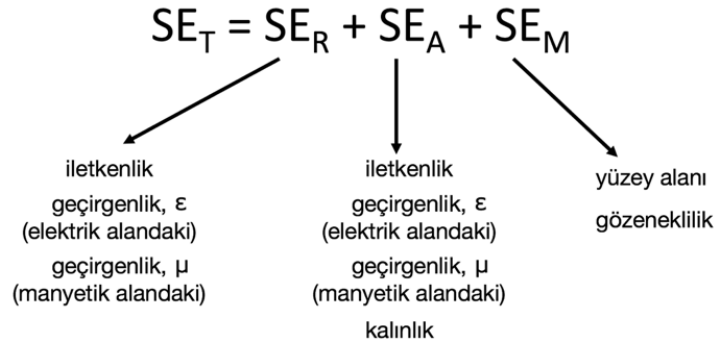 SE_T = SE_R + SE_A + SE_M
iletkenlik
geçirgenlik, ε
(elektrik alandaki)
geçirgenlik, μ
(manyetik alandaki)
iletkenlik
geçirgenlik, ε
(elektrik alandaki)
geçirgenlik, μ
(manyetik alandaki)
kalınlık
yüzey alanı
gözeneklilik